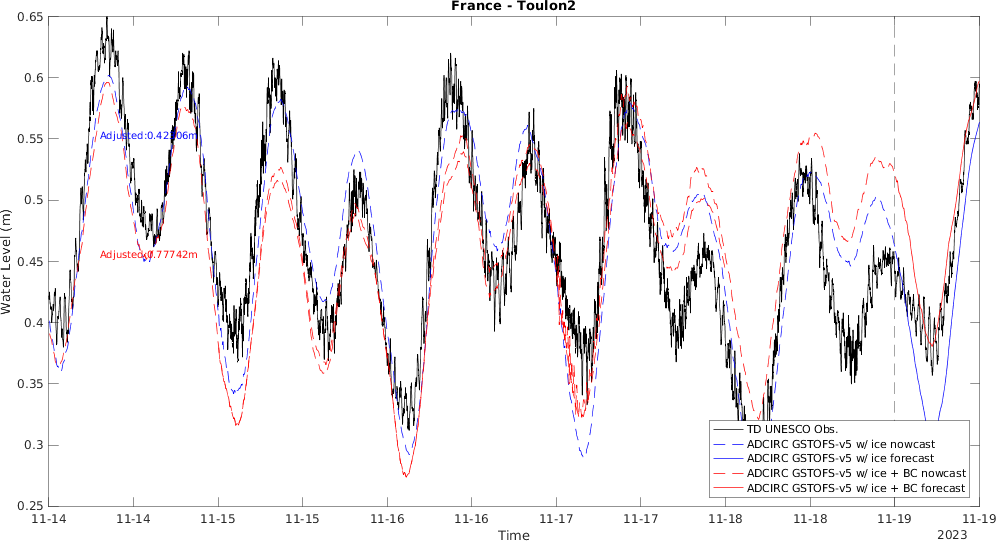 France - Toulon2
0.65
0.6
0.55
0.5
0.45
0.4
0.35
0.3
0.25
Water Level (m)
Adjusted:0.77742m
TD UNESCO Obs.
ADCIRC GSTOFS-v5 w/ ice nowcast
ADCIRC GSTOFS-v5 w/ ice forecast
ADCIRC GSTOFS-v5 w/ ice + BC nowcast
ADCIRC GSTOFS-v5 w/ ice + BC forecast
11-14 11-14 11-15 11-15 11-16 11-16 11-17 11-17 11-18 11-18 11-19 11-19
Time
2023